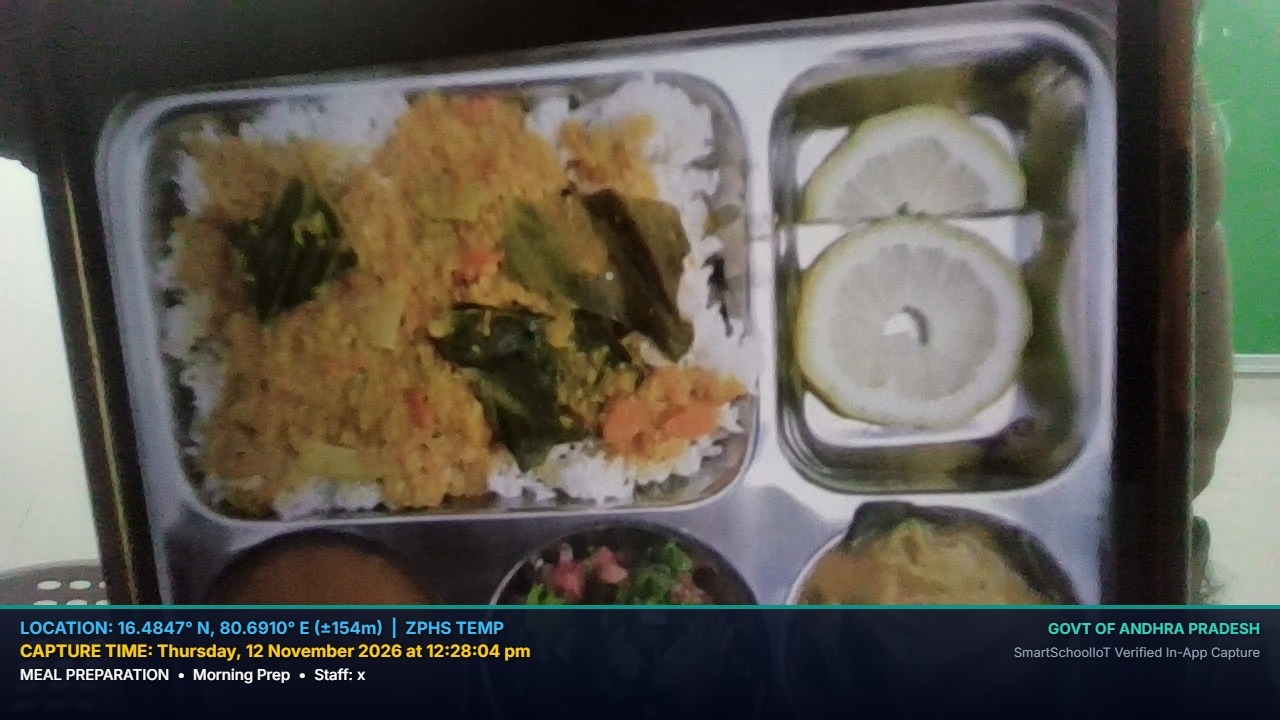 LOCATION: 16.4847° N, 80.6910° E (±154m) | ZPHS TEMP
GOVT OF ANDHRA PRADESH
CAPTURE TIME: Thursday, 12 November 2026 at 12:28:04 pm
SmartSchoolIoT Verified In-App Capture
MEAL PREPARATION • Morning Prep • Staff: x